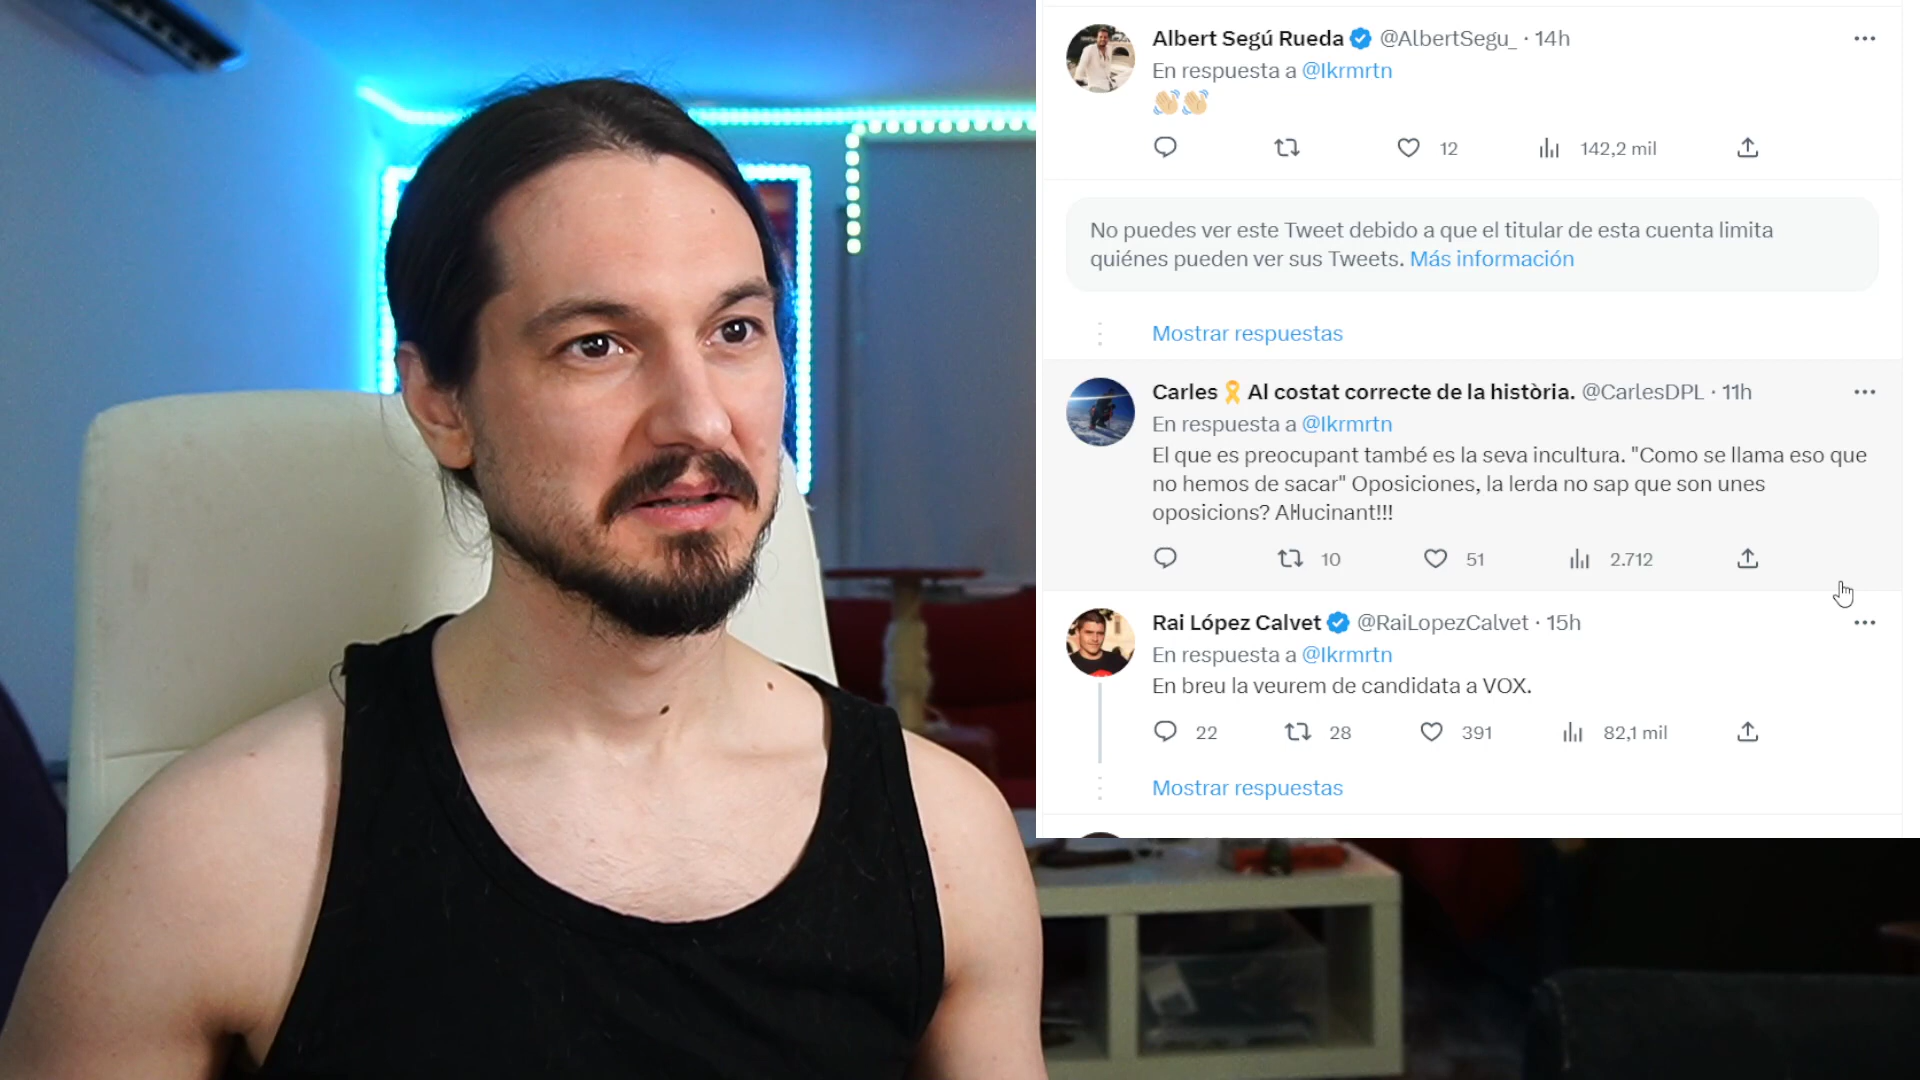 Albert Segú Rueda @AlbertSegu_ · 14h
En respuesta a @Ikrmrtn
👏🏼👏🏼
12 142,2 mil
No puedes ver este Tweet debido a que el titular de esta cuenta limita
quiénes pueden ver sus Tweets. Más información
Mostrar respuestas
Carles🎗️Al costat correcte de la història. @CarlesDPL · 11h
En respuesta a @Ikrmrtn
El que es preocupant també es la seva incultura. "Como se llama eso que
no hemos de sacar" Oposiciones, la lerda no sap que son unes
oposicions? Aŀlucinant!!!
10 51 2.712
Rai López Calvet @RaiLopezCalvet · 15h
En respuesta a @Ikrmrtn
En breu la veurem de candidata a VOX.
22 28 391 82,1 mil
Mostrar respuestas